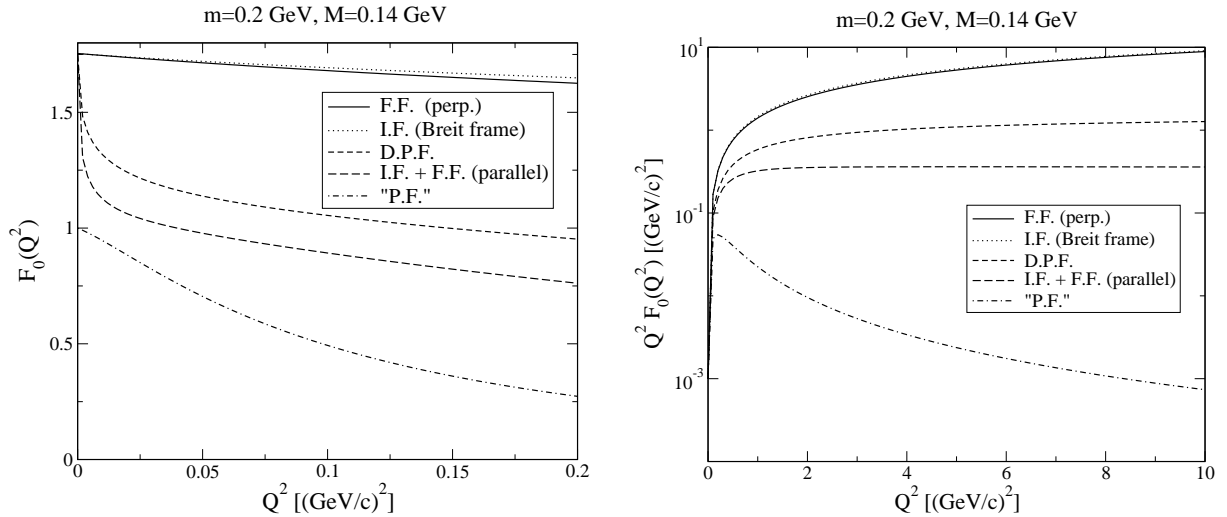 m=0.2 GeV, M=0.14 GeV
F₀(Q²)
1.5
1
0.5
0
F.F. (perp.)
I.F. (Breit frame)
D.P.F.
I.F. + F.F. (parallel)
"P.F."
0 0.05 0.1 0.15 0.2
Q² [(GeV/c)²]
m=0.2 GeV, M=0.14 GeV
Q² F₀(Q²) [(GeV/c)²]
10¹
10⁻¹
10⁻³
F.F. (perp.)
I.F. (Breit frame)
D.P.F.
I.F. + F.F. (parallel)
"P.F."
0 2 4 6 8 10
Q² [(GeV/c)²]